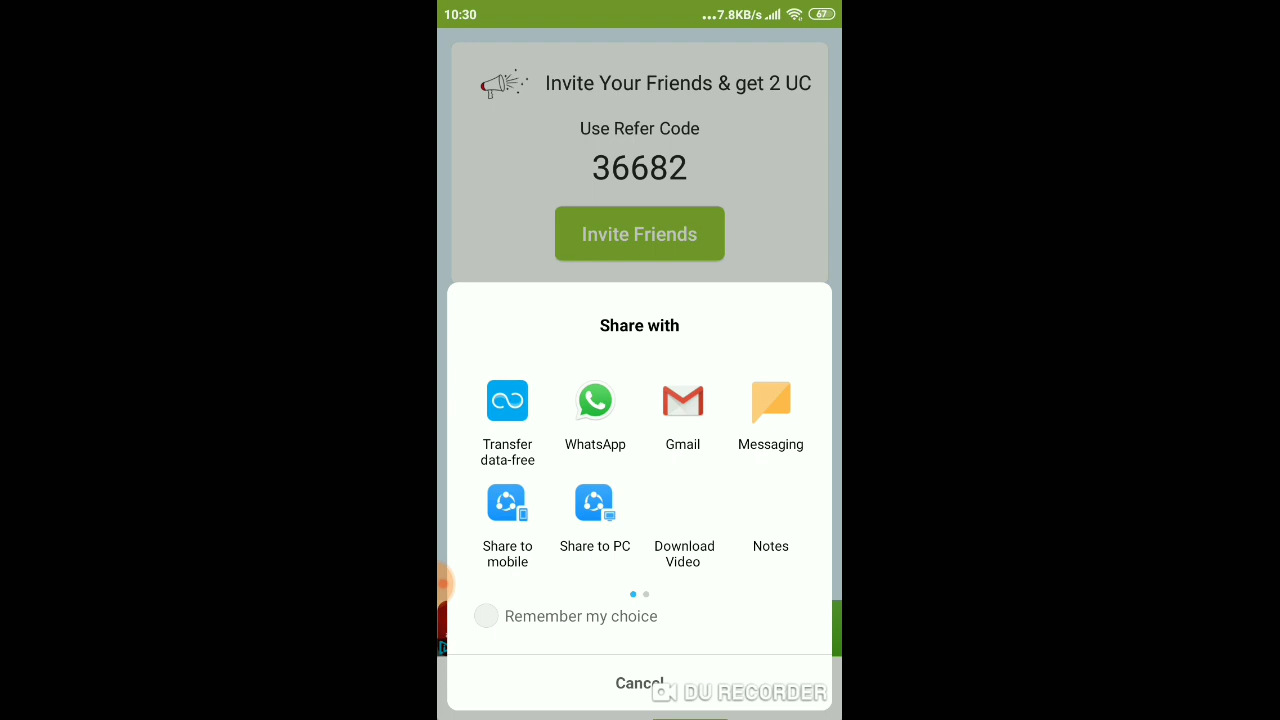 10:30
...7.8KB/s
67
Invite Your Friends & get 2 UC
Use Refer Code
36682
Invite Friends
Share with
Transfer data-free
WhatsApp
Gmail
Messaging
Share to mobile
Share to PC
Download Video
Notes
Remember my choice
Cancel
DU RECORDER